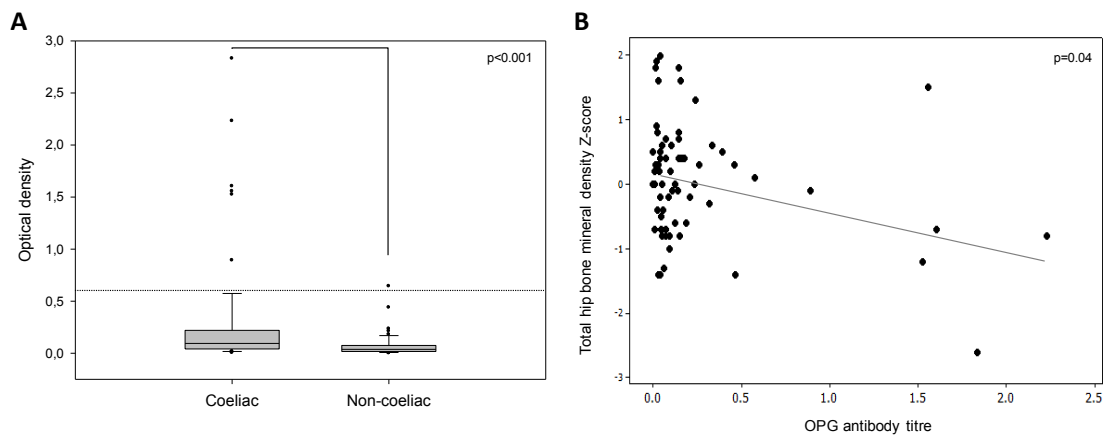 A
3,0
2,5
2,0
1,5
1,0
0,5
0,0
Optical density
p<0.001
Coeliac
Non-coeliac
B
2
1
0
-1
-2
-3
Total hip bone mineral density Z-score
p=0.04
0.0
0.5
1.0
1.5
2.0
2.5
OPG antibody titre